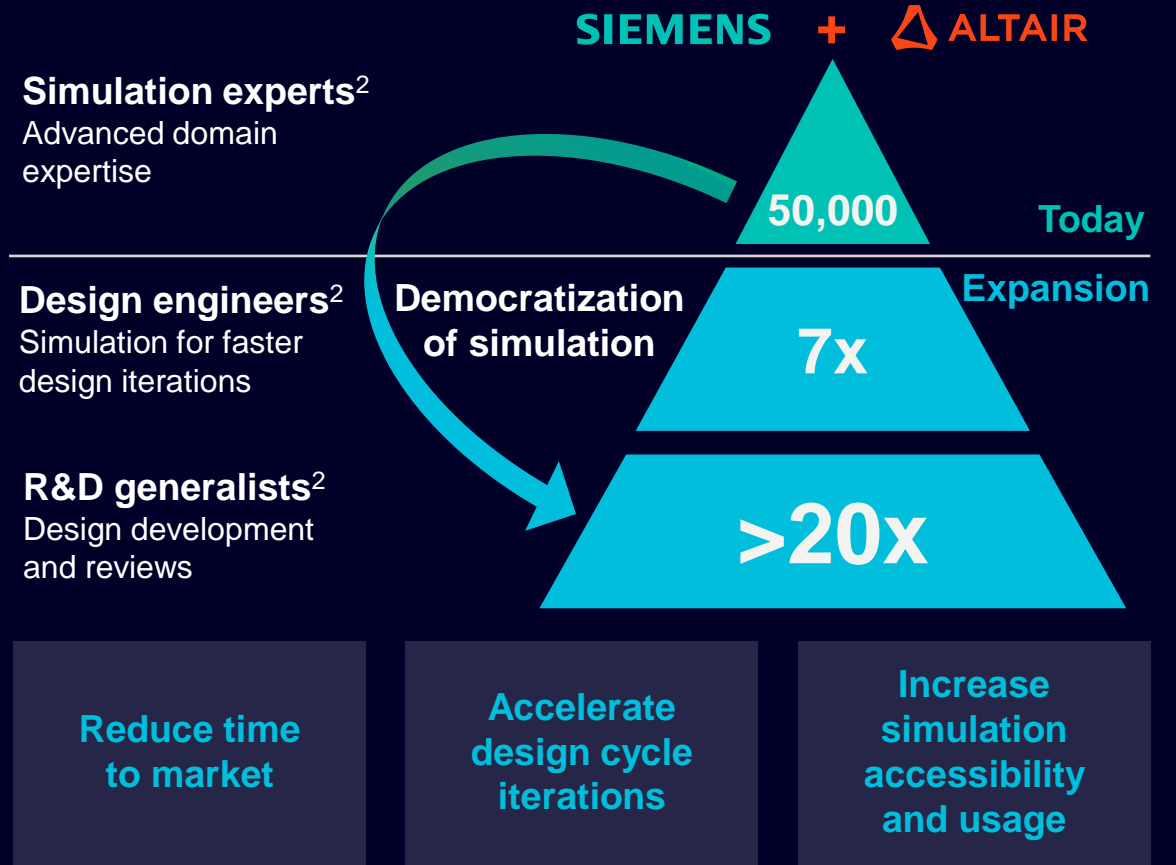 SIEMENS + ALTAIR
Simulation experts²
Advanced domain
expertise
50,000
Today
Expansion
Design engineers²
Simulation for faster
design iterations
Democratization
of simulation
7x
R&D generalists²
Design development
and reviews
>20x
Reduce time
to market
Accelerate
design cycle
iterations
Increase
simulation
accessibility
and usage